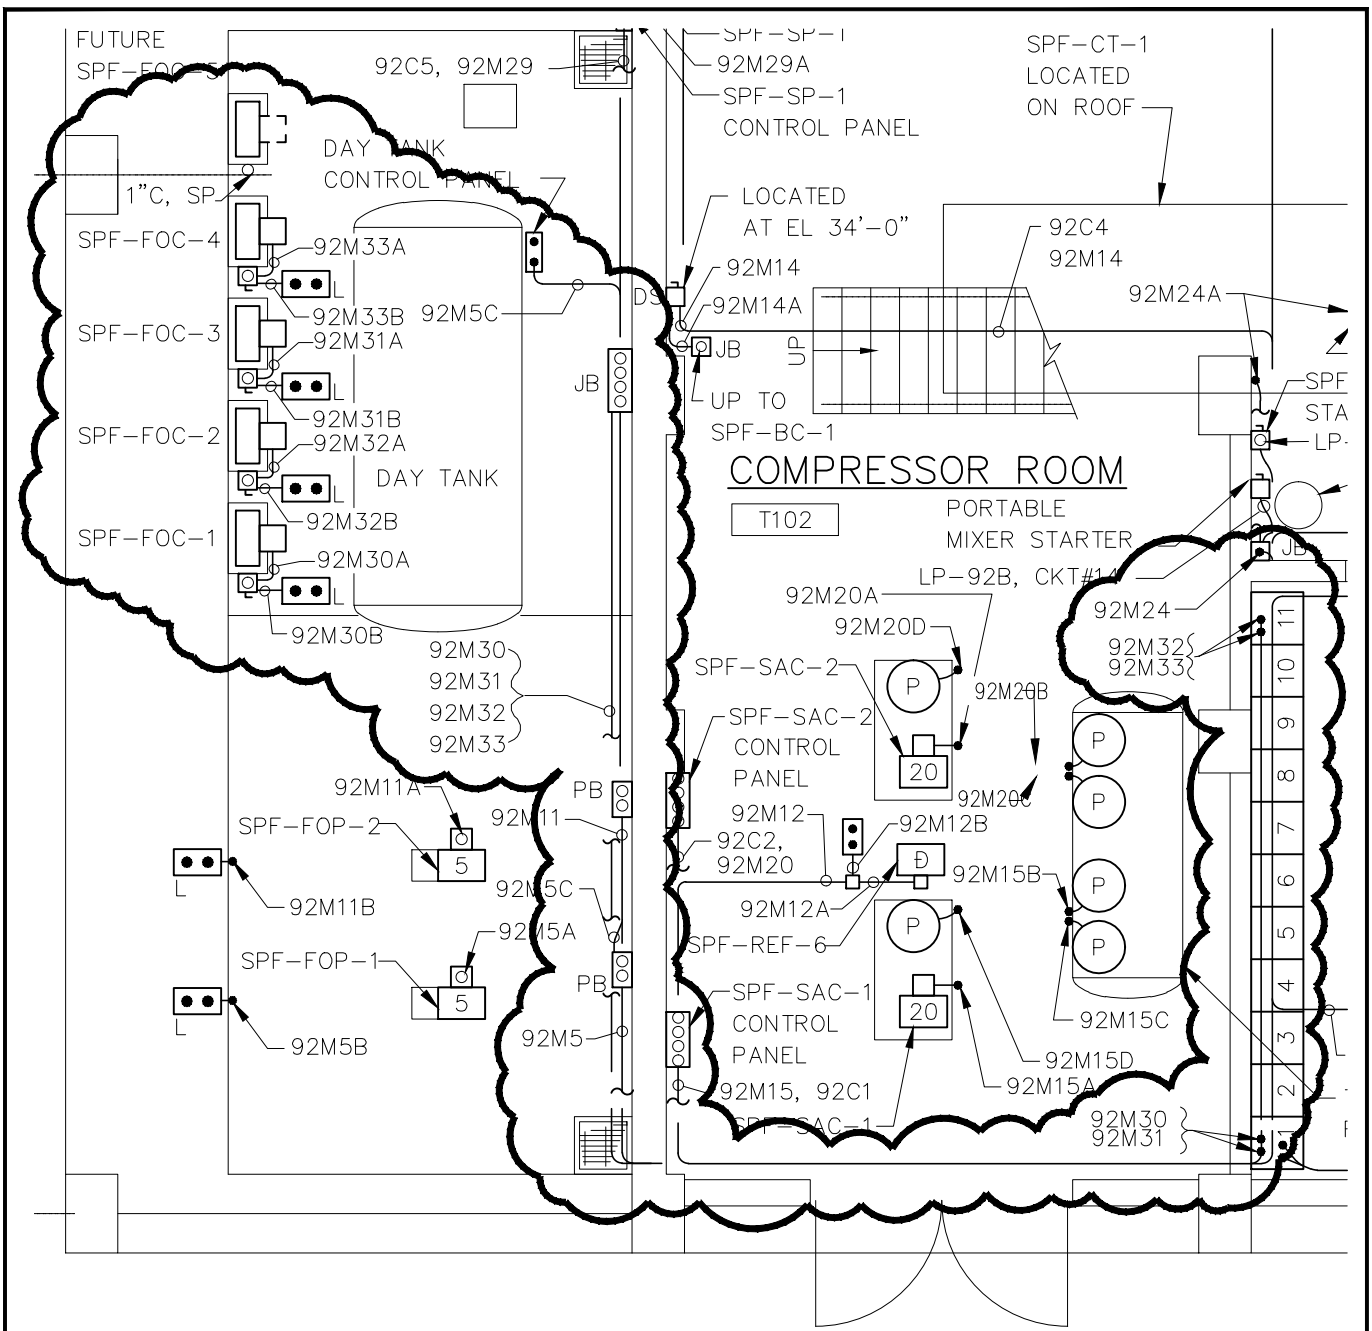 FUTURE
SPF-FOC-5
92C5, 92M29
SPF-SP-1
92M29A
SPF-SP-1
CONTROL PANEL
SPF-CT-1
LOCATED
ON ROOF
DAY TANK
CONTROL PANEL
1"C, SP
SPF-FOC-4
92M33A
L
92M33B
SPF-FOC-3
92M31A
L
92M31B
SPF-FOC-2
92M32A
L
92M32B
SPF-FOC-1
92M30A
L
92M30B
92M5C
DAY TANK
JB
DS
LOCATED
AT EL 34'-0"
92M14
92M14A
JB
UP TO
SPF-BC-1
UP
92C4
92M14
92M24A
SPF
STA
LP-
COMPRESSOR ROOM
T102
PORTABLE
MIXER STARTER
LP-92B, CKT#14
JB
92M24
92M32
92M33
92M30
92M31
92M32
92M33
92M20A
92M20D
SPF-SAC-2
P
92M20B
20
92M20C
SPF-SAC-2
CONTROL
PANEL
P
P
P
P
11
10
9
8
7
6
5
4
3
2
1
92M11A
SPF-FOP-2
5
92M11
PB
L
92M11B
92M12
92C2,
92M20
92M12B
92M12A
SPF-REF-6
92M15B
92M5C
92M5A
SPF-FOP-1
5
PB
L
92M5B
92M5
P
20
SPF-SAC-1
CONTROL
PANEL
92M15C
92M15D
92M15A
92M15, 92C1
SPF-SAC-1
92M30
92M31